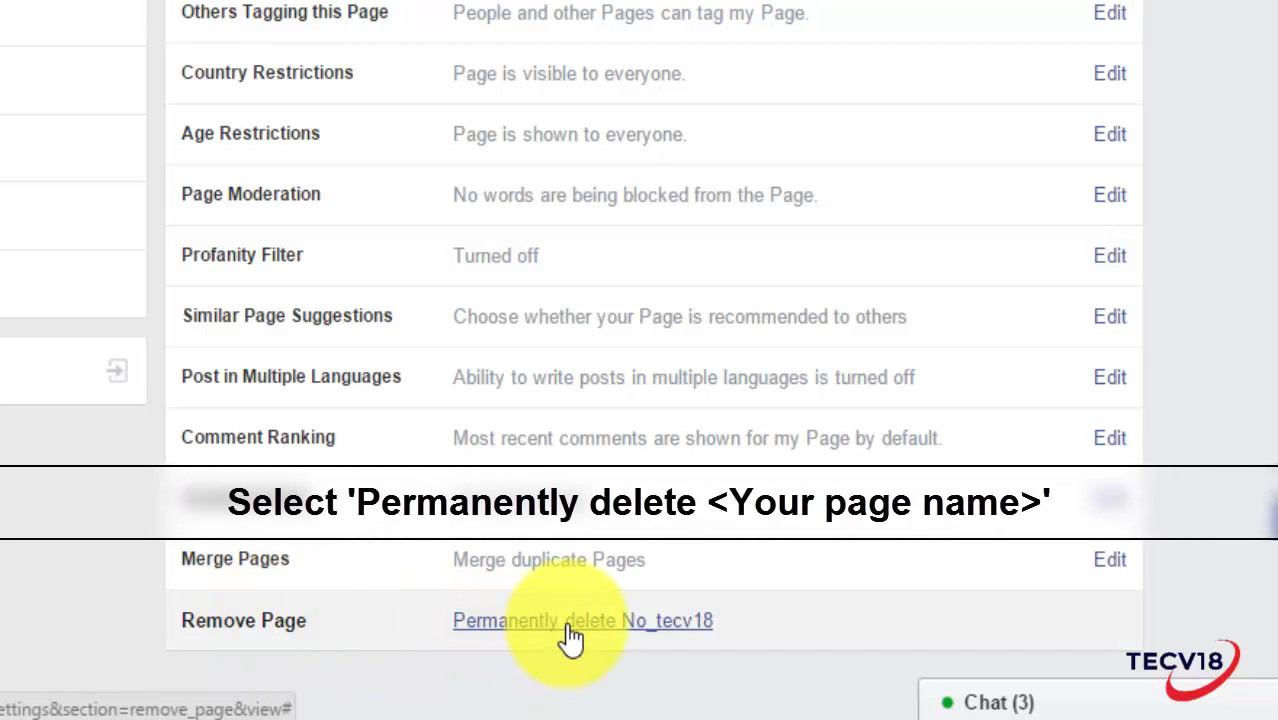 Others Tagging this Page People and other Pages can tag my Page. Edit
Country Restrictions Page is visible to everyone. Edit
Age Restrictions Page is shown to everyone. Edit
Page Moderation No words are being blocked from the Page. Edit
Profanity Filter Turned off Edit
Similar Page Suggestions Choose whether your Page is recommended to others Edit
Post in Multiple Languages Ability to write posts in multiple languages is turned off Edit
Comment Ranking Most recent comments are shown for my Page by default. Edit
Select 'Permanently delete <Your page name>'
Merge Pages Merge duplicate Pages Edit
Remove Page Permanently delete No_tecv18
TECV18
ettings&section=remove_page&view#
Chat (3)